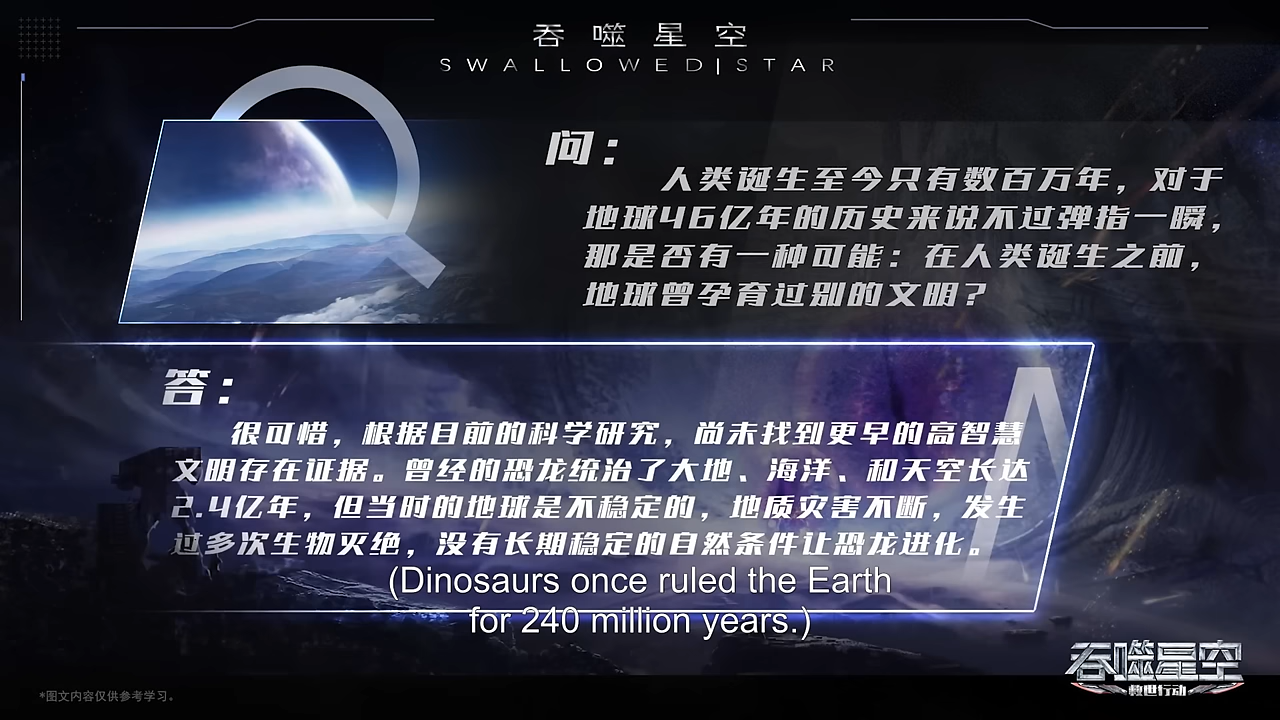 吞噬星空
SWALLOWED|STAR
问：
人类诞生至今只有数百万年，对于
地球46亿年的历史来说不过弹指一瞬，
那是否有一种可能：在人类诞生之前，
地球曾孕育过别的文明？
答：
很可惜，根据目前的科学研究，尚未找到更早的高智慧
文明存在证据。曾经的恐龙统治了大地、海洋、和天空长达
2.4亿年，但当时的地球是不稳定的，地质灾害不断，发生
过多次生物灭绝，没有长期稳定的自然条件让恐龙进化。
(Dinosaurs once ruled the Earth
for 240 million years.)
吞噬星空
救世行动
*图文内容仅供参考学习。